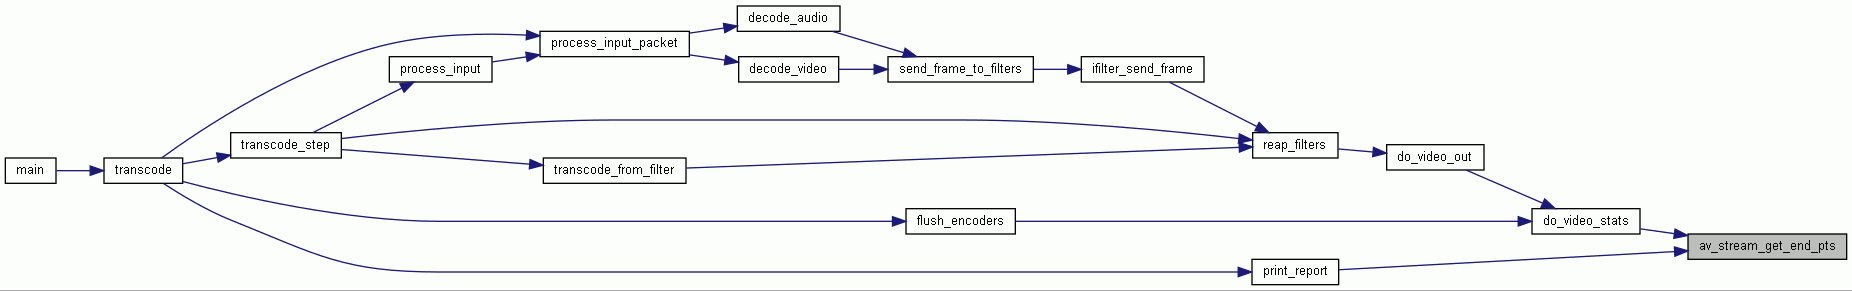 decode_audio
process_input_packet
process_input
decode_video
send_frame_to_filters
ifilter_send_frame
transcode_step
reap_filters
do_video_out
main
transcode
transcode_from_filter
flush_encoders
do_video_stats
av_stream_get_end_pts
print_report